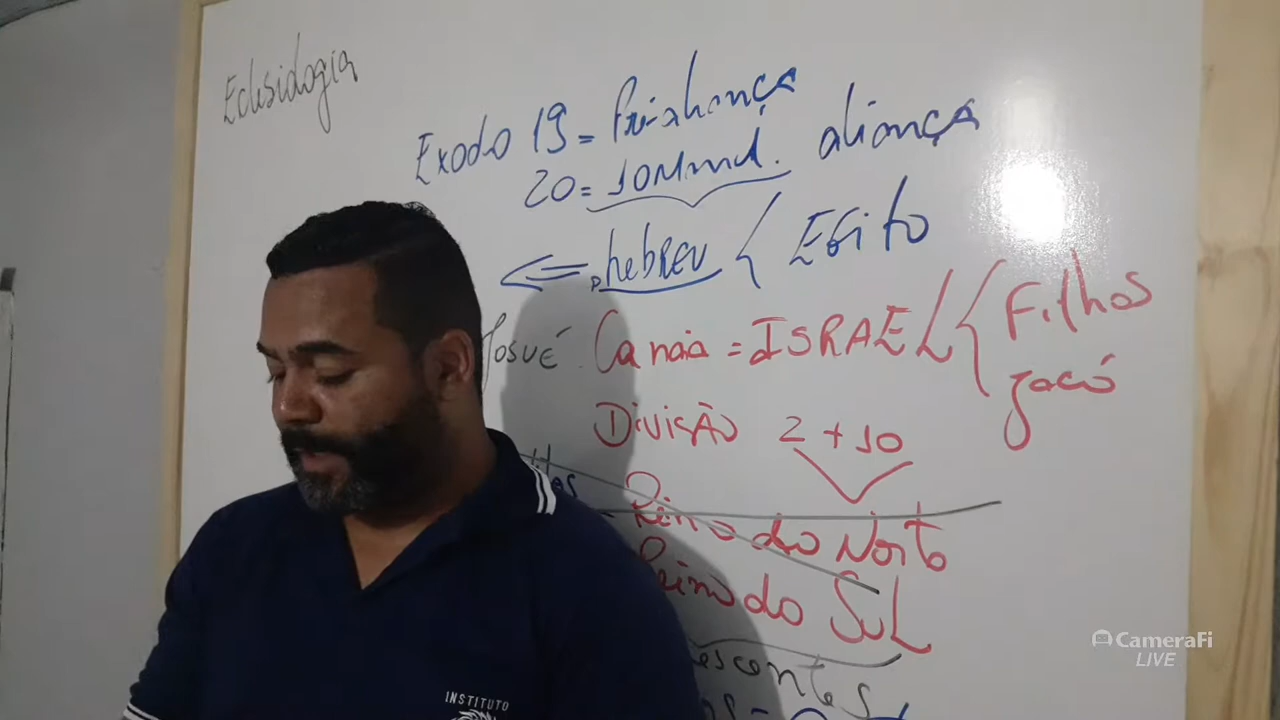 Eclesiologia
Exodo 19 = Pré-aliança
20 = 10 Mand. aliança
hebreu { Egito
Josué. Canaã = ISRAEL { Filhos
Jacó
Divisão 2 + 10
Reino do Norte
Reino do Sul
INSTITUTO
CameraFi
LIVE